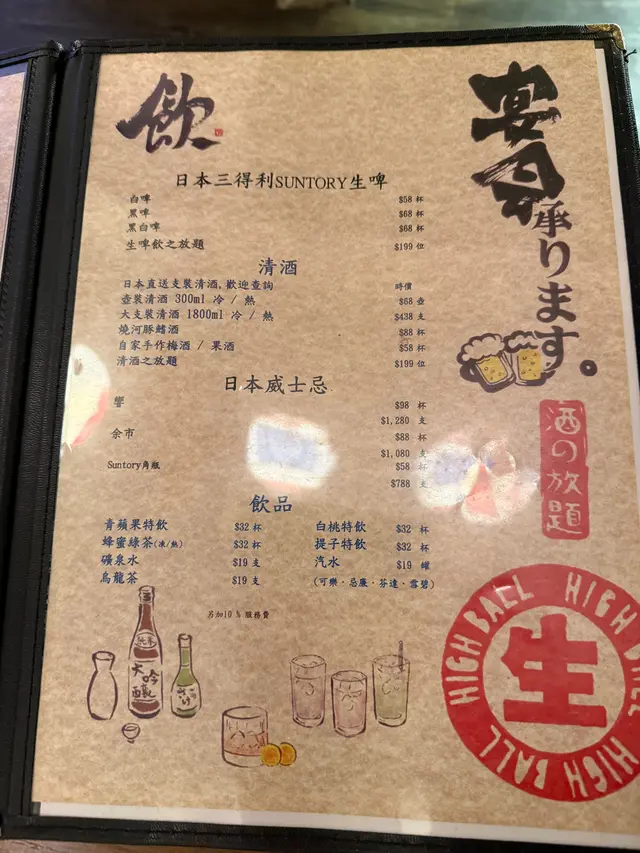 飲
宴会承ります。
日本三得利SUNTORY生啤
白啤 $58 杯
黑啤 $68 杯
黑白啤 $68 杯
生啤飲之放題 $199 位
清酒
日本直送支裝清酒,歡迎查詢 時價
壺裝清酒 300ml 冷 / 熱 $68 壺
大支裝清酒 1800ml 冷 / 熱 $438 支
燒河豚鰭酒 $88 杯
自家手作梅酒 / 果酒 $58 杯
清酒之放題 $199 位
日本威士忌
響 $98 杯
$1,280 支
余市 $88 杯
$1,080 支
Suntory角瓶 $58 杯
$788 支
飲品
青蘋果特飲 $32 杯 白桃特飲 $32 杯
蜂蜜綠茶(凍/熱) $32 杯 提子特飲 $32 杯
礦泉水 $19 支 汽水 $19 罐
烏龍茶 $19 支 (可樂·忌廉·芬達·雪碧)
另加10 % 服務費
酒の放題
純米
大吟醸
HIGH BALL HIGH BALL HIGH BALL
生